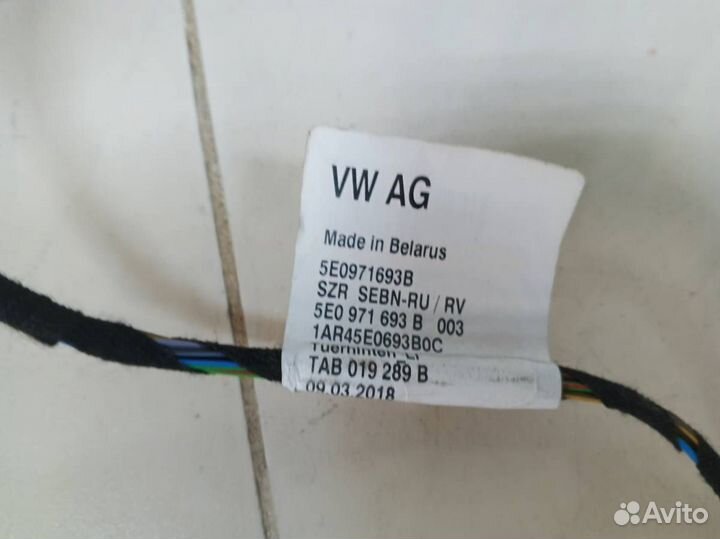 VW AG
Made in Belarus
5E0971693B
SZR SEBN-RU / RV
5E0 971 693 B 003
1AR45E0693B0C
Tuerhinten_LI
TAB 019 289 B
09.03.2018
Avito